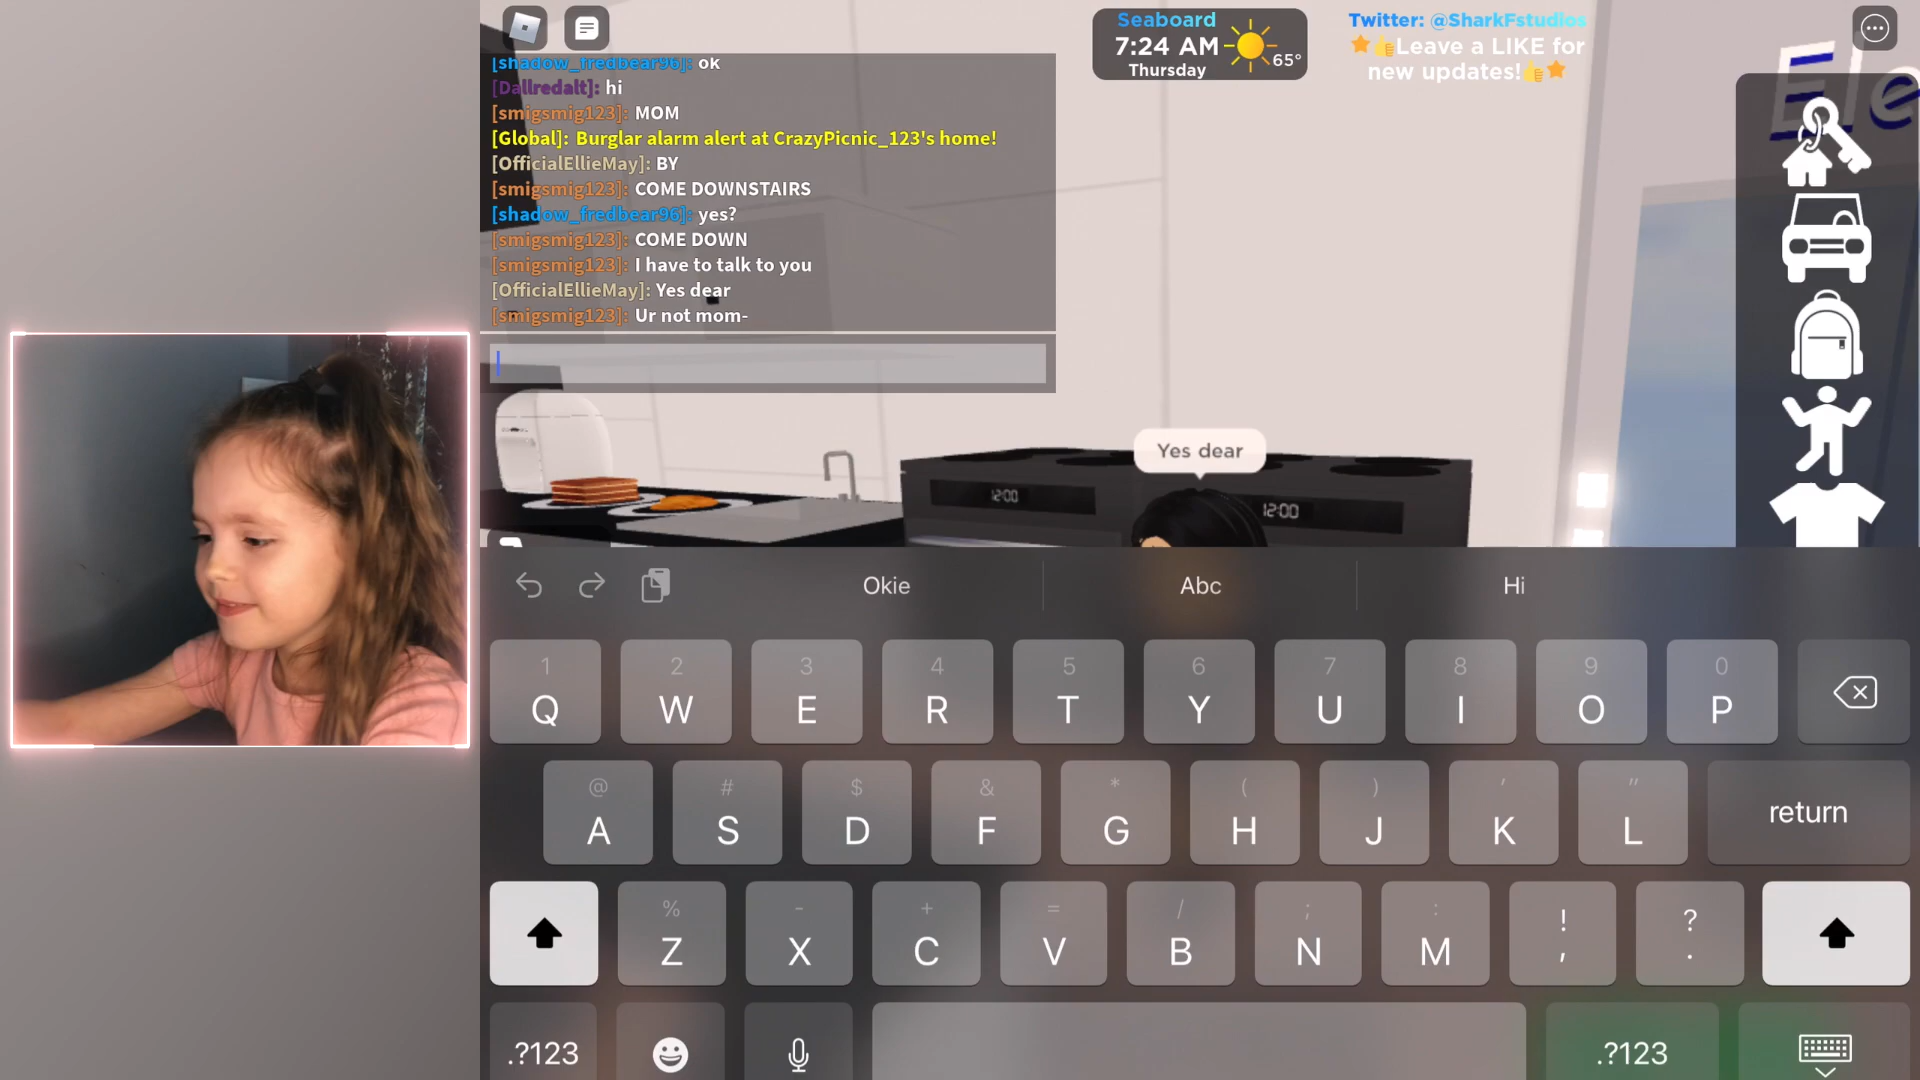 [shadow_fredbear96]: ok
[Dallredalt]: hi
[smigsmig123]: MOM
[Global]: Burglar alarm alert at CrazyPicnic_123's home!
[OfficialEllieMay]: BY
[smigsmig123]: COME DOWNSTAIRS
[shadow_fredbear96]: yes?
[smigsmig123]: COME DOWN
[smigsmig123]: I have to talk to you
[OfficialEllieMay]: Yes dear
[smigsmig123]: Ur not mom-
Seaboard
7:24 AM
65°
Thursday
Twitter: @SharkFstudios
⭐👍Leave a LIKE for
new updates!👍⭐
Ele
Yes dear
12:00
12:00
Okie Abc Hi
1 2 3 4 5 6 7 8 9 0
Q W E R T Y U I O P
@ # $ & * ( ) ' "
A S D F G H J K L return
% - + = / ; : ! ?
Z X C V B N M , .
.?123 .?123